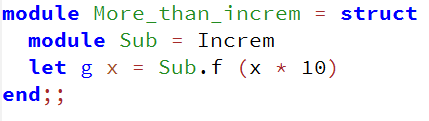 module More_than_increm = struct
module Sub = Increm
let g x = Sub.f (x * 10)
end;;